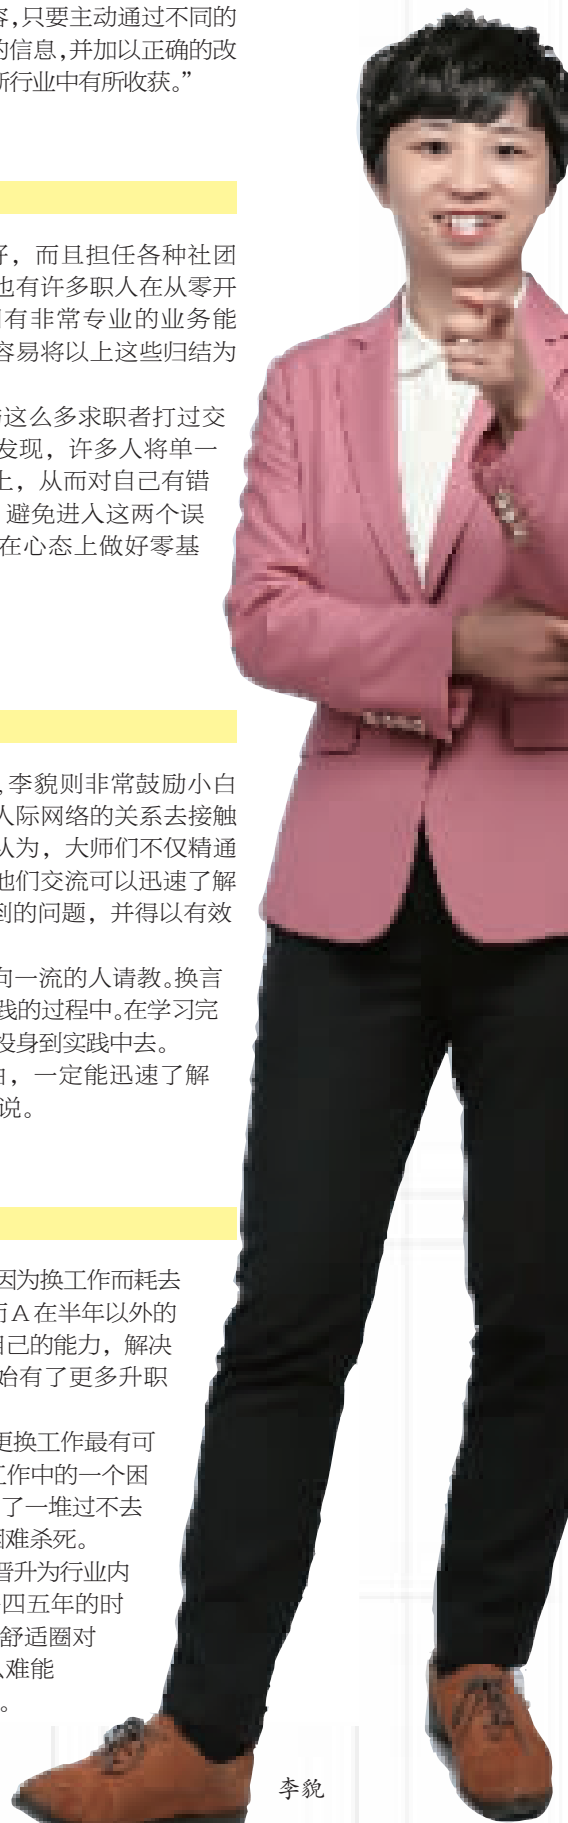 容，只要主动通过不同的
的信息，并加以正确的改
新行业中有所收获。”
好，而且担任各种社团
也有许多职人在从零开
有非常专业的业务能
容易将以上这些归结为
这么多求职者打过交
发现，许多人将单一
上，从而对自己有错
避免进入这两个误
在心态上做好零基
，李貌则非常鼓励小白
人际网络的关系去接触
认为，大师们不仅精通
他们交流可以迅速了解
到的问题，并得以有效
向一流的人请教。换言
践的过程中。在学习完
投身到实践中去。
，一定能迅速了解
说。
因为换工作而耗去
而A在半年以外的
自己的能力，解决
始有了更多升职
更换工作最有可
工作中的一个困
了一堆过不去
困难杀死。
晋升为行业内
四五年的时
舒适圈对
难能
。
李貌